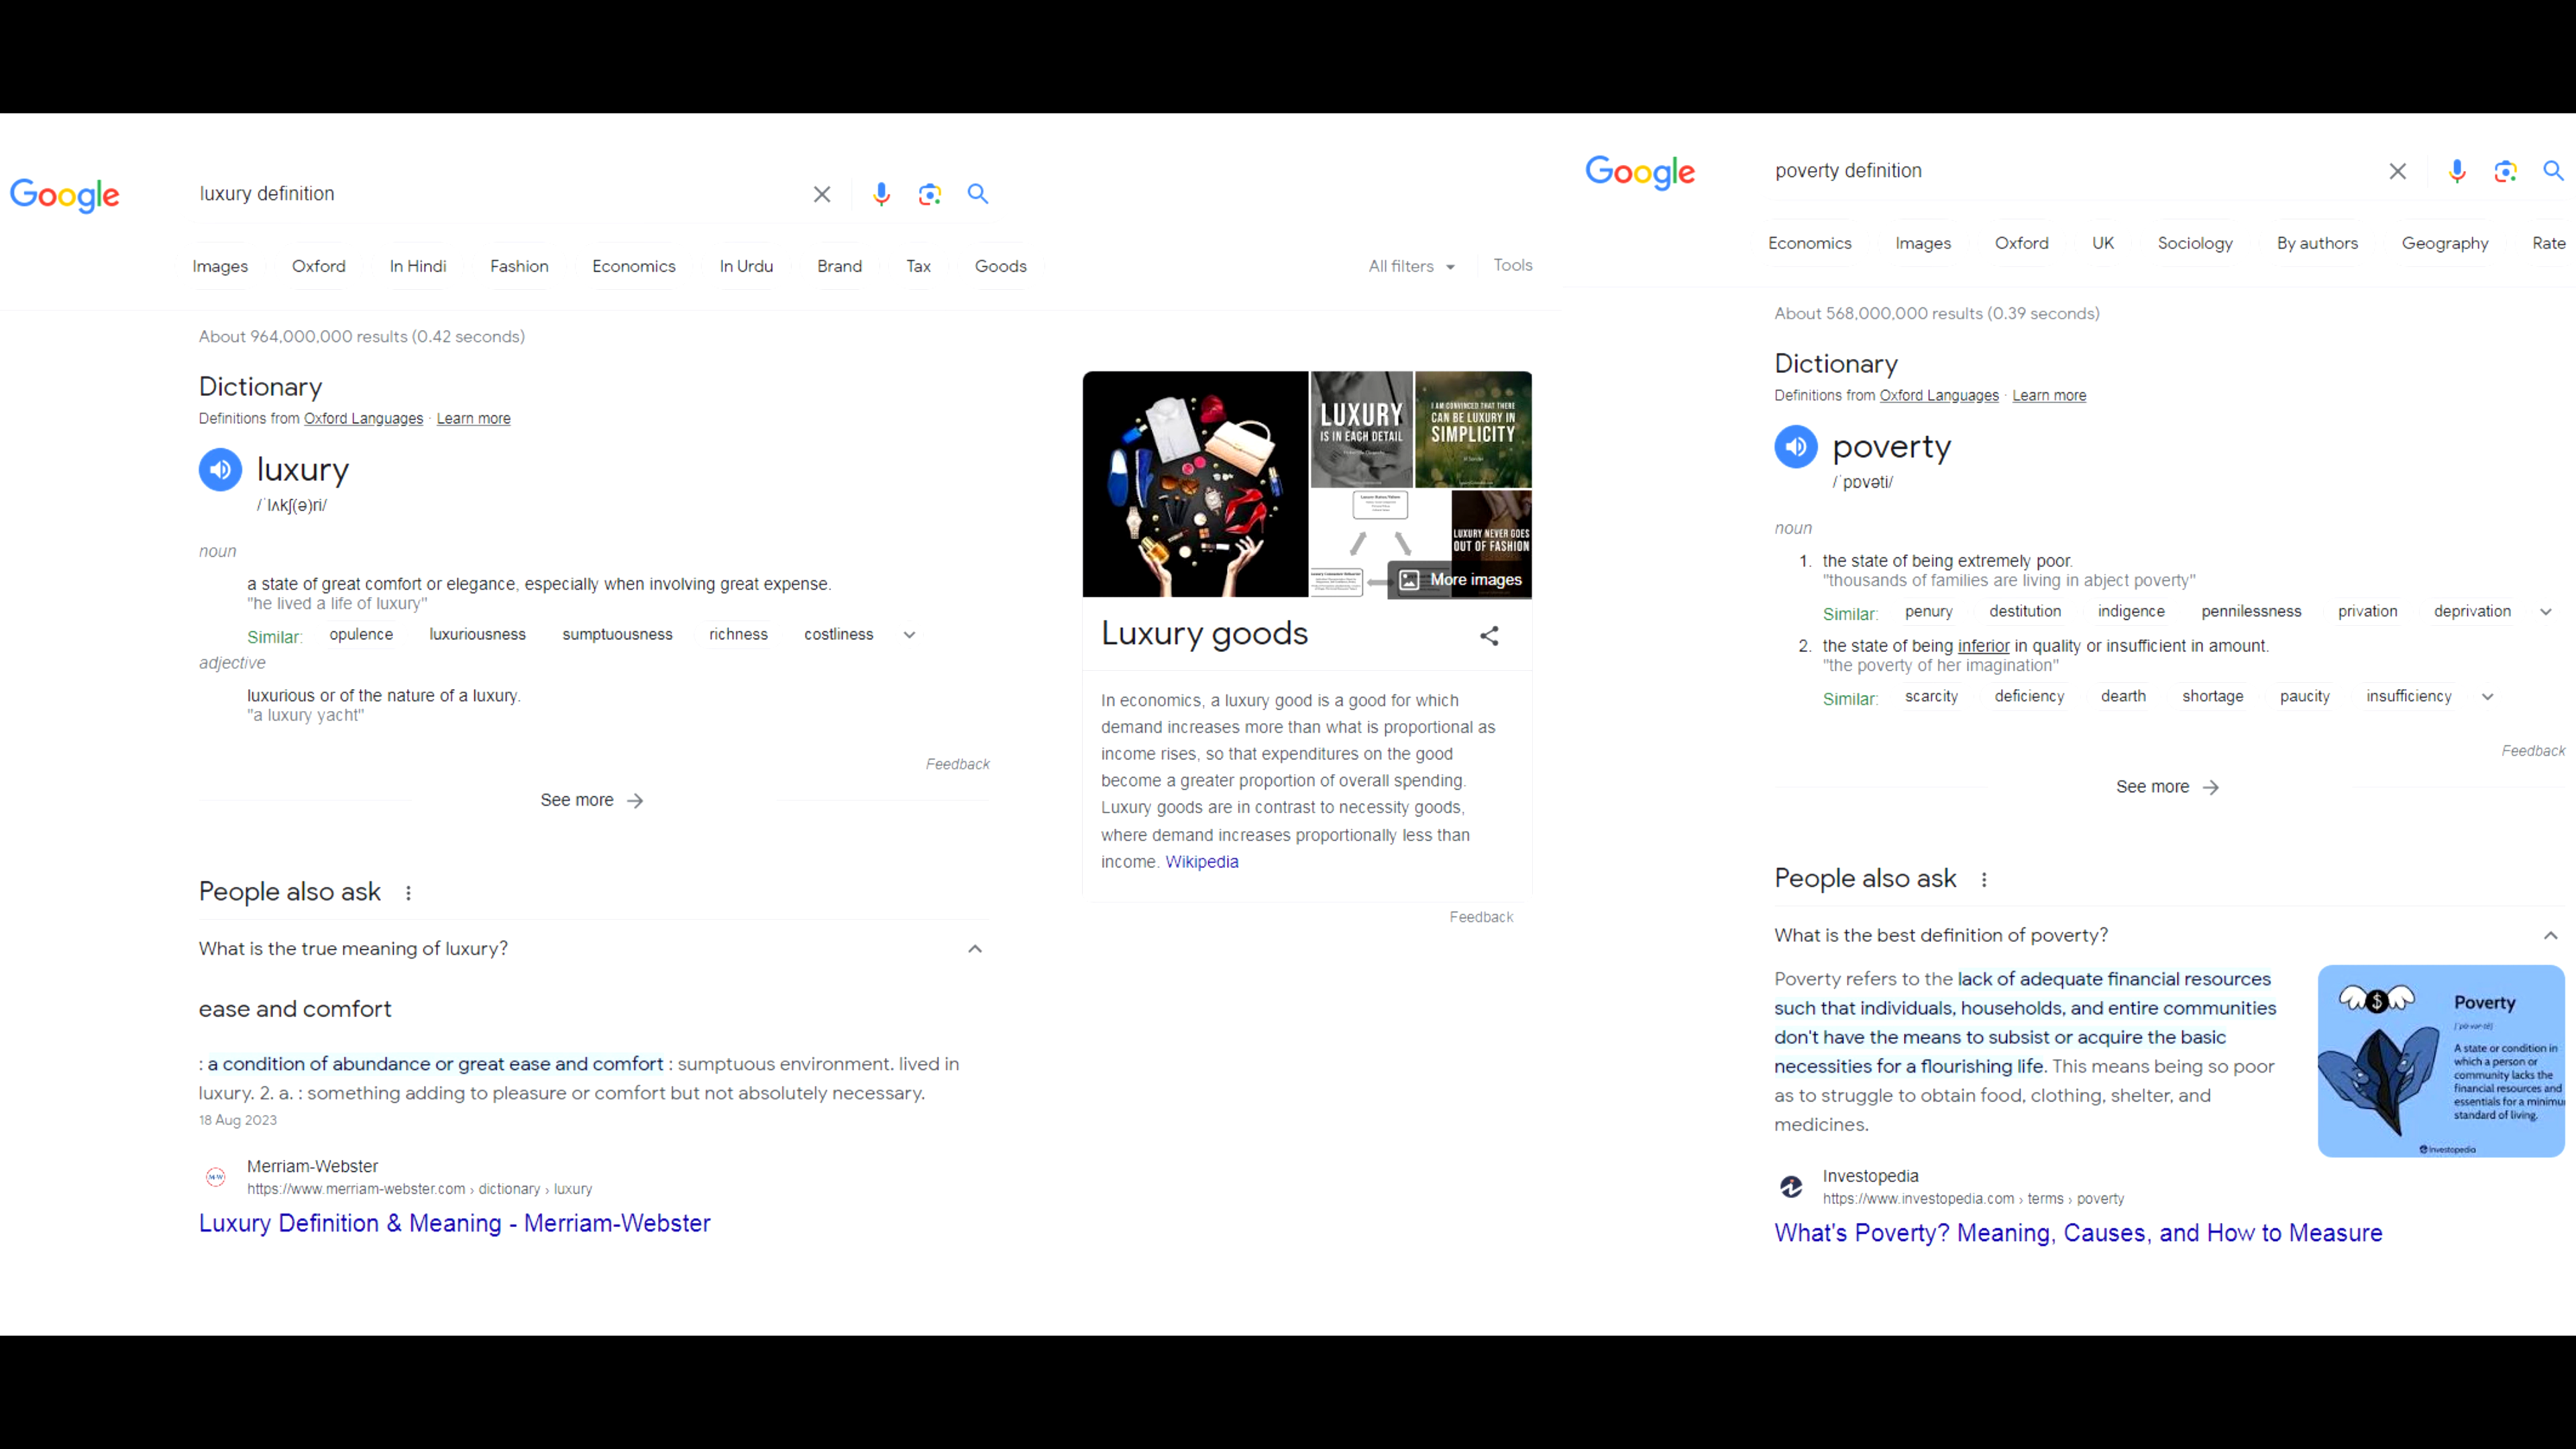 Google
luxury definition
Images
Oxford
In Hindi
Fashion
Economics
In Urdu
Brand
Tax
Goods
All filters
Tools
About 964,000,000 results (0.42 seconds)
Dictionary
Definitions from Oxford Languages · Learn more
luxury
/ˈlʌkʃ(ə)ri/
noun
a state of great comfort or elegance, especially when involving great expense.
"he lived a life of luxury"
Similar: opulence luxuriousness sumptuousness richness costliness
adjective
luxurious or of the nature of a luxury.
"a luxury yacht"
Feedback
See more
People also ask
What is the true meaning of luxury?
ease and comfort
: a condition of abundance or great ease and comfort : sumptuous environment. lived in
luxury. 2. a. : something adding to pleasure or comfort but not absolutely necessary.
18 Aug 2023
M-W
Merriam-Webster
https://www.merriam-webster.com › dictionary › luxury
Luxury Definition & Meaning - Merriam-Webster
LUXURY
IS IN EACH DETAIL
I AM CONVINCED THAT THERE
CAN BE LUXURY IN
SIMPLICITY
LUXURY NEVER GOES
OUT OF FASHION
More images
Luxury goods
In economics, a luxury good is a good for which
demand increases more than what is proportional as
income rises, so that expenditures on the good
become a greater proportion of overall spending.
Luxury goods are in contrast to necessity goods,
where demand increases proportionally less than
income. Wikipedia
Feedback
Google
poverty definition
Economics
Images
Oxford
UK
Sociology
By authors
Geography
Rate
About 568,000,000 results (0.39 seconds)
Dictionary
Definitions from Oxford Languages · Learn more
poverty
/ˈpɒvəti/
noun
1. the state of being extremely poor.
"thousands of families are living in abject poverty"
Similar: penury destitution indigence pennilessness privation deprivation
2. the state of being inferior in quality or insufficient in amount.
"the poverty of her imagination"
Similar: scarcity deficiency dearth shortage paucity insufficiency
Feedback
See more
People also ask
What is the best definition of poverty?
Poverty refers to the lack of adequate financial resources
such that individuals, households, and entire communities
don't have the means to subsist or acquire the basic
necessities for a flourishing life. This means being so poor
as to struggle to obtain food, clothing, shelter, and
medicines.
$
Poverty
A state or condition in
which a person or
community lacks the
financial resources and
essentials for a minimu
standard of living.
Investopedia
Investopedia
https://www.investopedia.com › terms › poverty
What's Poverty? Meaning, Causes, and How to Measure